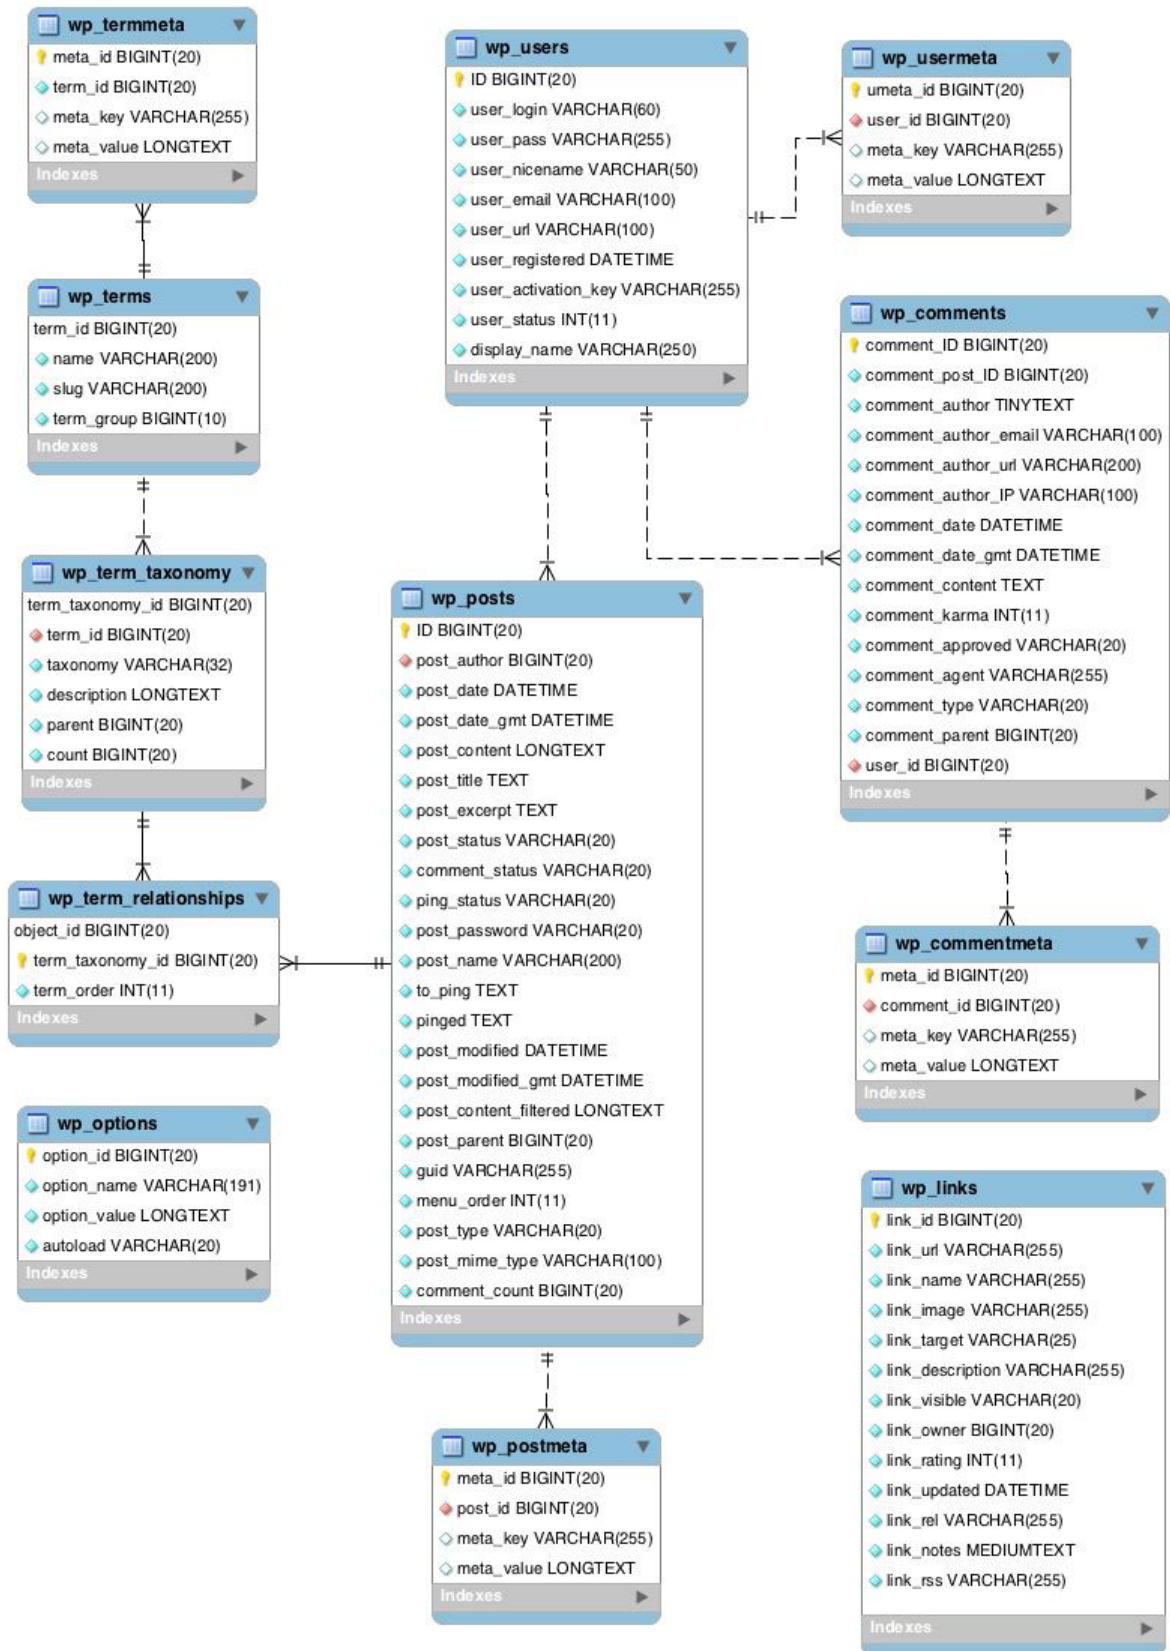 wp_termmeta
meta_id BIGINT(20)
term_id BIGINT(20)
meta_key VARCHAR(255)
meta_value LONGTEXT
Indexes
wp_terms
term_id BIGINT(20)
name VARCHAR(200)
slug VARCHAR(200)
term_group BIGINT(10)
Indexes
wp_term_taxonomy
term_taxonomy_id BIGINT(20)
term_id BIGINT(20)
taxonomy VARCHAR(32)
description LONGTEXT
parent BIGINT(20)
count BIGINT(20)
Indexes
wp_term_relationships
object_id BIGINT(20)
term_taxonomy_id BIGINT(20)
term_order INT(11)
Indexes
wp_options
option_id BIGINT(20)
option_name VARCHAR(191)
option_value LONGTEXT
autoload VARCHAR(20)
Indexes
wp_users
ID BIGINT(20)
user_login VARCHAR(60)
user_pass VARCHAR(255)
user_nicename VARCHAR(50)
user_email VARCHAR(100)
user_url VARCHAR(100)
user_registered DATETIME
user_activation_key VARCHAR(255)
user_status INT(11)
display_name VARCHAR(250)
Indexes
wp_posts
ID BIGINT(20)
post_author BIGINT(20)
post_date DATETIME
post_date_gmt DATETIME
post_content LONGTEXT
post_title TEXT
post_excerpt TEXT
post_status VARCHAR(20)
comment_status VARCHAR(20)
ping_status VARCHAR(20)
post_password VARCHAR(20)
post_name VARCHAR(200)
to_ping TEXT
pinged TEXT
post_modified DATETIME
post_modified_gmt DATETIME
post_content_filtered LONGTEXT
post_parent BIGINT(20)
guid VARCHAR(255)
menu_order INT(11)
post_type VARCHAR(20)
post_mime_type VARCHAR(100)
comment_count BIGINT(20)
Indexes
wp_postmeta
meta_id BIGINT(20)
post_id BIGINT(20)
meta_key VARCHAR(255)
meta_value LONGTEXT
Indexes
wp_usermeta
umeta_id BIGINT(20)
user_id BIGINT(20)
meta_key VARCHAR(255)
meta_value LONGTEXT
Indexes
wp_comments
comment_ID BIGINT(20)
comment_post_ID BIGINT(20)
comment_author TINYTEXT
comment_author_email VARCHAR(100)
comment_author_url VARCHAR(200)
comment_author_IP VARCHAR(100)
comment_date DATETIME
comment_date_gmt DATETIME
comment_content TEXT
comment_karma INT(11)
comment_approved VARCHAR(20)
comment_agent VARCHAR(255)
comment_type VARCHAR(20)
comment_parent BIGINT(20)
user_id BIGINT(20)
Indexes
wp_commentmeta
meta_id BIGINT(20)
comment_id BIGINT(20)
meta_key VARCHAR(255)
meta_value LONGTEXT
Indexes
wp_links
link_id BIGINT(20)
link_url VARCHAR(255)
link_name VARCHAR(255)
link_image VARCHAR(255)
link_target VARCHAR(25)
link_description VARCHAR(255)
link_visible VARCHAR(20)
link_owner BIGINT(20)
link_rating INT(11)
link_updated DATETIME
link_rel VARCHAR(255)
link_notes MEDIUMTEXT
link_rss VARCHAR(255)
Indexes